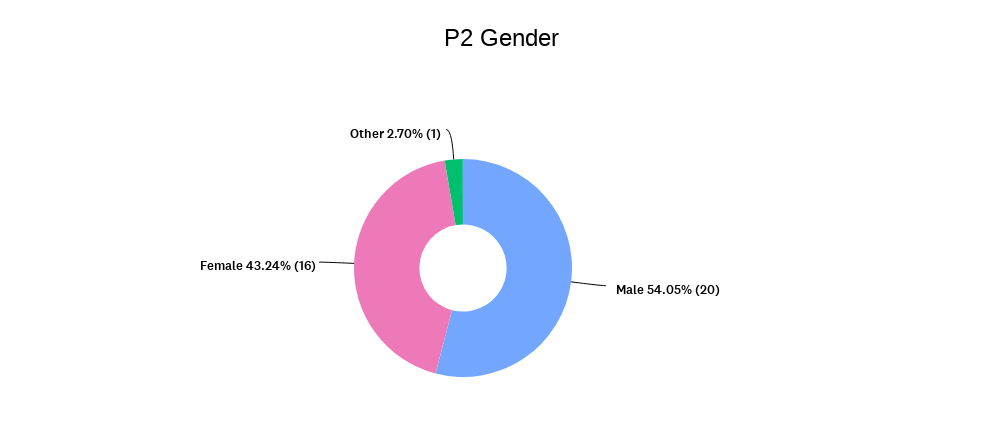 P2 Gender
Other 2.70% (1)
Female 43.24% (16)
Male 54.05% (20)